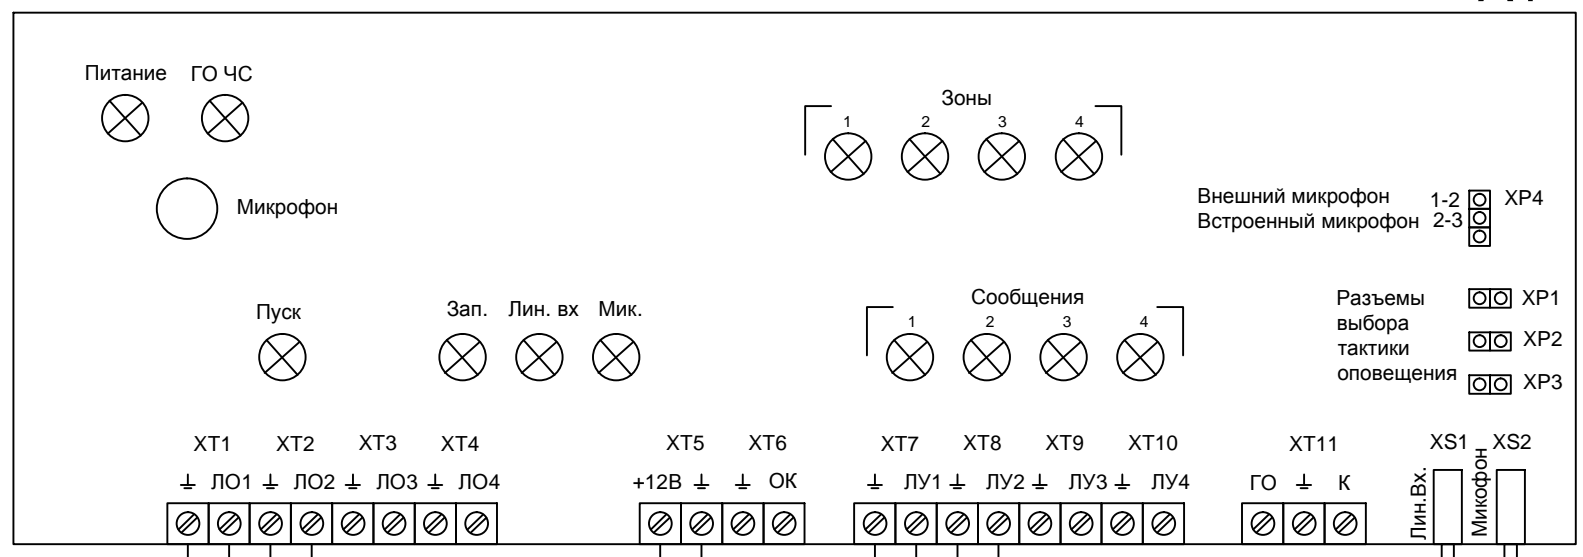 Питание ГО ЧС
Зоны
1 2 3 4
Микрофон
Внешний микрофон 1-2 XP4
Встроенный микрофон 2-3
Пуск
Зап. Лин. вх Мик.
Сообщения
1 2 3 4
Разъемы
выбора
тактики
оповещения
XP1
XP2
XP3
XT1 XT2 XT3 XT4 XT5 XT6 XT7 XT8 XT9 XT10 XT11 XS1 XS2
ЛО1 ЛО2 ЛО3 ЛО4 +12В ОК ЛУ1 ЛУ2 ЛУ3 ЛУ4 ГО К
Лин.Вх.
Микофон